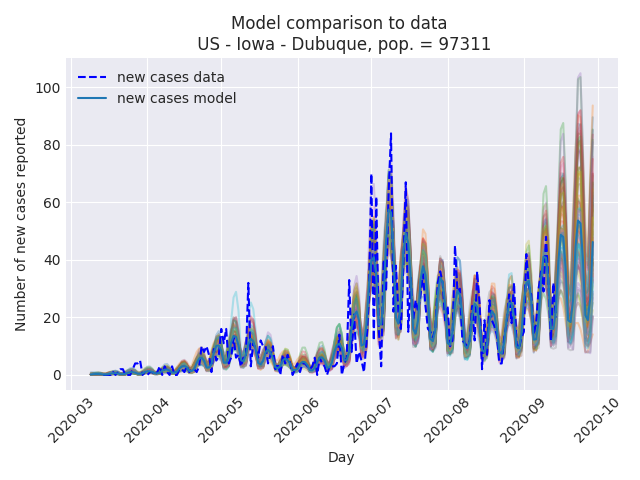 Model comparison to data
US - Iowa - Dubuque, pop. = 97311
new cases data
new cases model
Number of new cases reported
100
80
60
40
20
0
2020-03
2020-04
2020-05
2020-06
2020-07
2020-08
2020-09
2020-10
Day